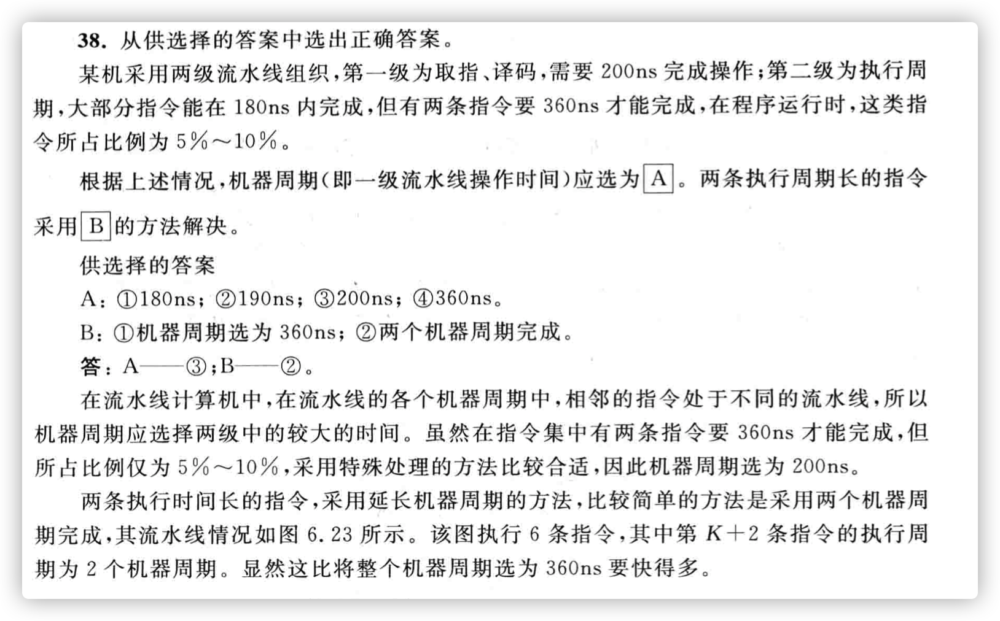 38. 从供选择的答案中选出正确答案。
某机采用两级流水线组织,第一级为取指、译码,需要 200ns 完成操作;第二级为执行周
期,大部分指令能在 180ns 内完成,但有两条指令要 360ns 才能完成,在程序运行时,这类指
令所占比例为 5%～10%。
根据上述情况,机器周期(即一级流水线操作时间)应选为 A 。两条执行周期长的指令
采用 B 的方法解决。
供选择的答案
A: ①180ns; ②190ns; ③200ns; ④360ns。
B: ①机器周期选为 360ns; ②两个机器周期完成。
答: A——③;B——②。
在流水线计算机中,在流水线的各个机器周期中,相邻的指令处于不同的流水线,所以
机器周期应选择两级中的较大的时间。虽然在指令集中有两条指令要 360ns 才能完成,但
所占比例仅为 5%～10%,采用特殊处理的方法比较合适,因此机器周期选为 200ns。
两条执行时间长的指令,采用延长机器周期的方法,比较简单的方法是采用两个机器周
期完成,其流水线情况如图 6.23 所示。该图执行 6 条指令,其中第 K+2 条指令的执行周
期为 2 个机器周期。显然这比将整个机器周期选为 360ns 要快得多。